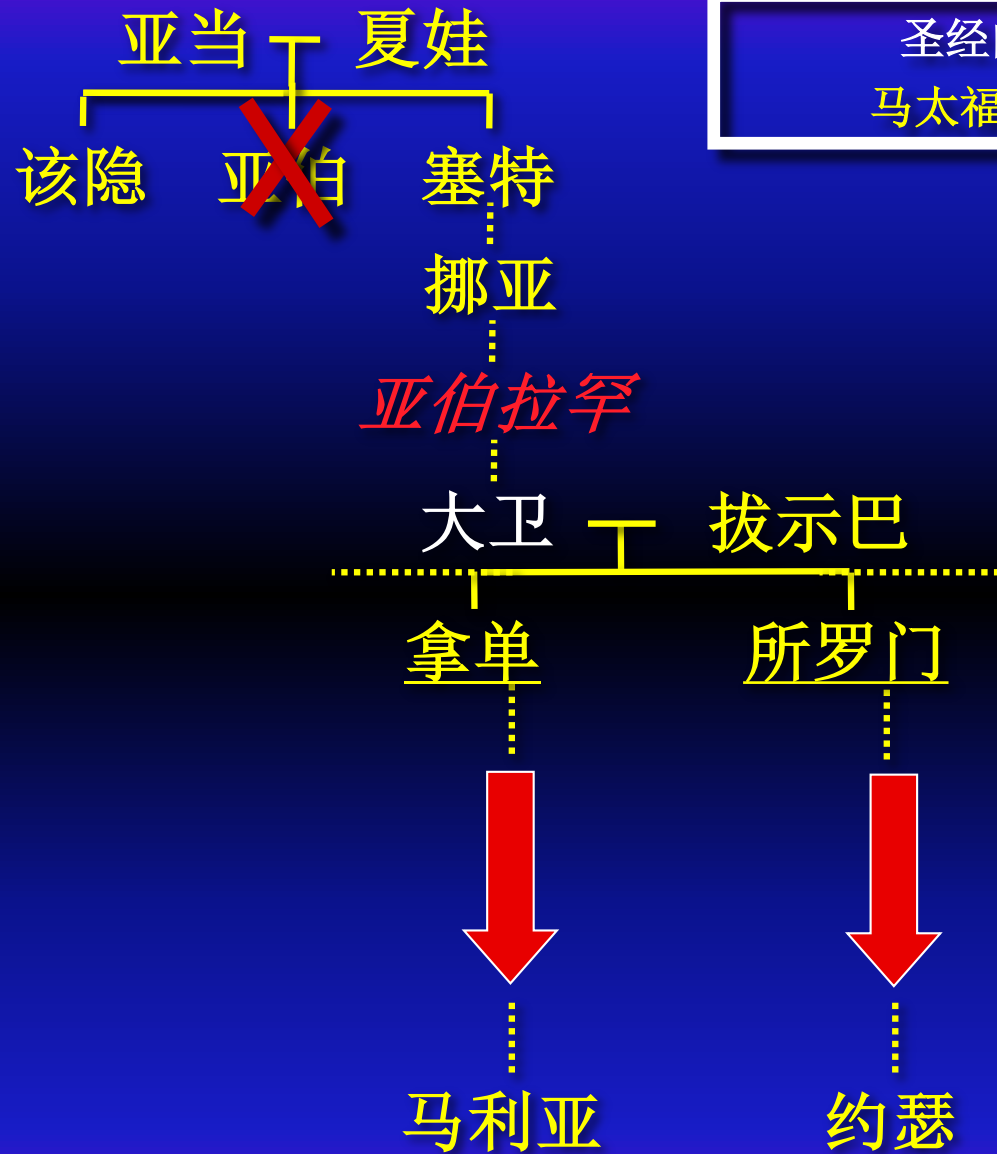 亚当 夏娃
圣经
马太福
该隐 亚伯 塞特
挪亚
亚伯拉罕
大卫 拔示巴
拿单 所罗门
马利亚 约瑟